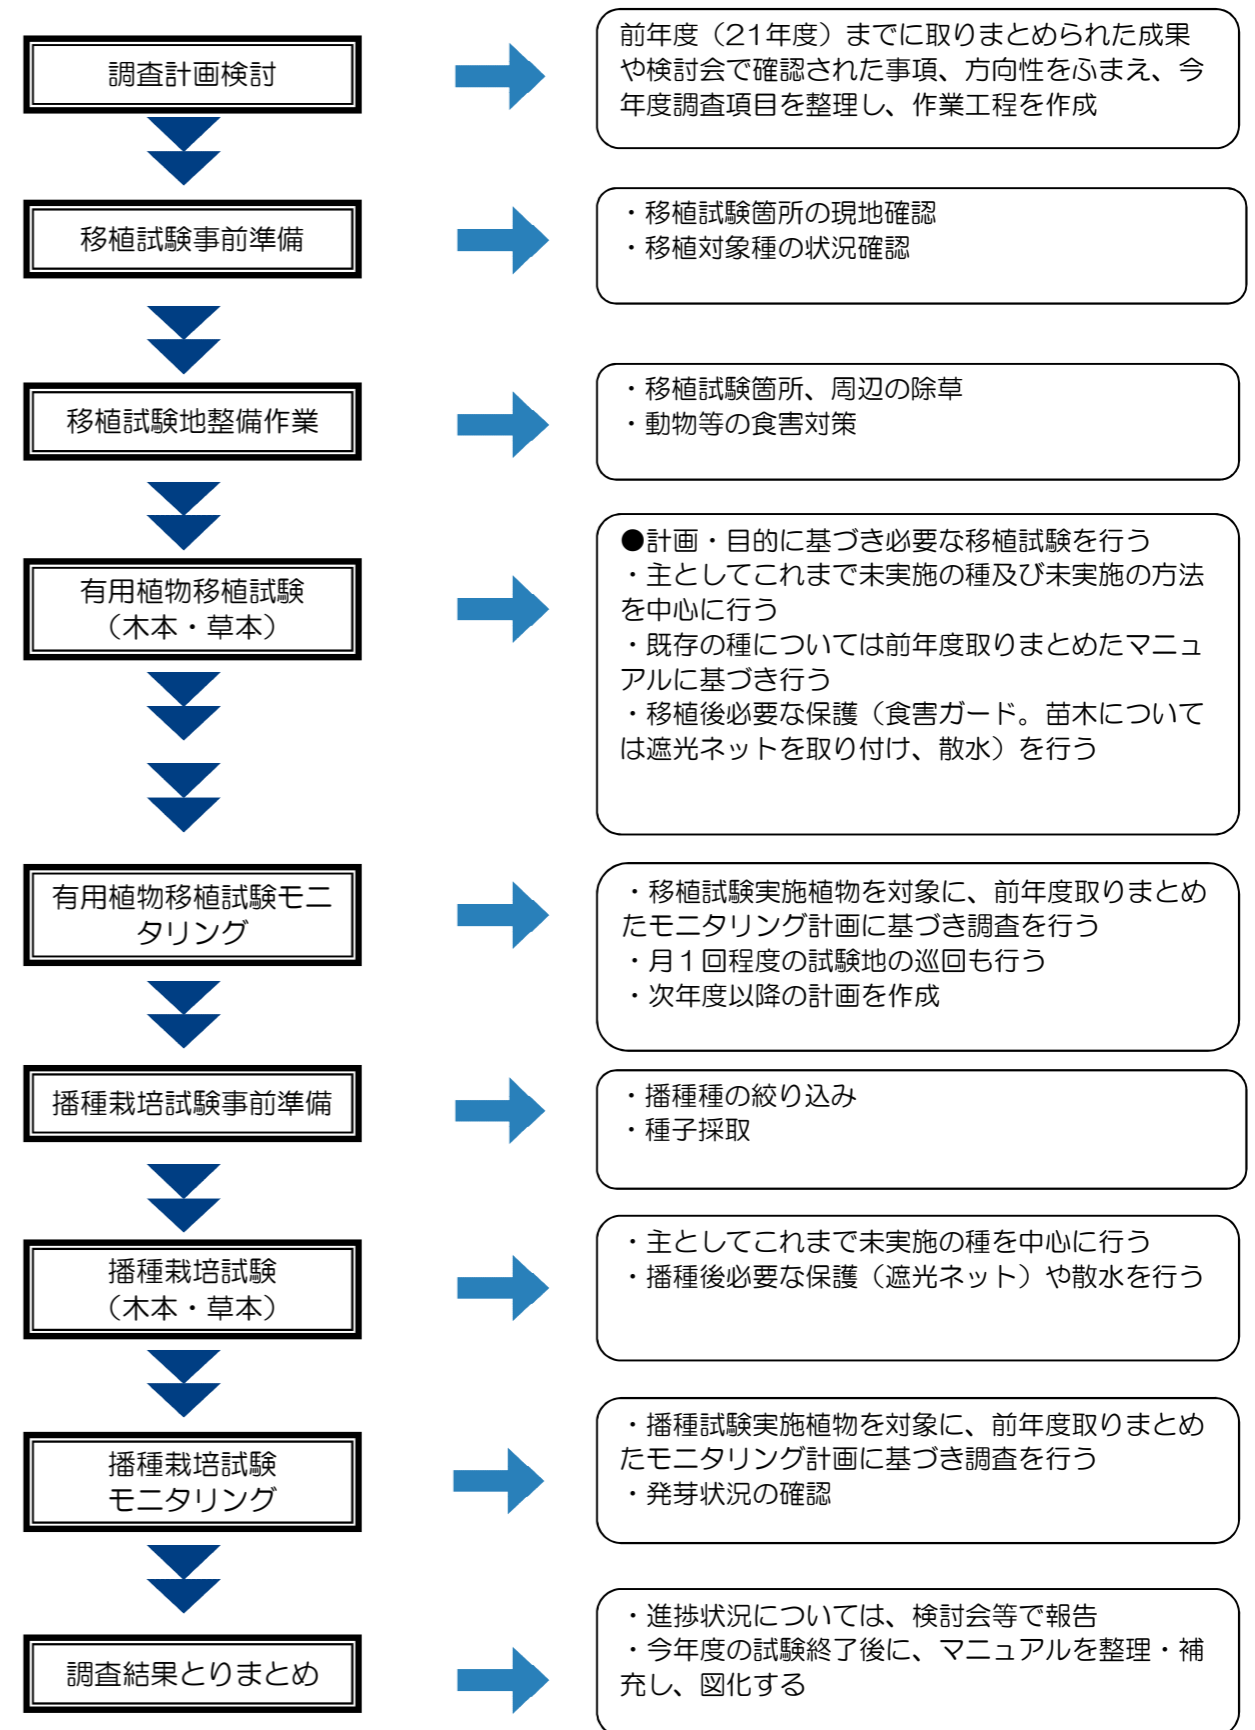 調査計画検討
前年度（21年度）までに取りまとめられた成果
や検討会で確認された事項、方向性をふまえ、今
年度調査項目を整理し、作業工程を作成
移植試験事前準備
・移植試験箇所の現地確認
・移植対象種の状況確認
移植試験地整備作業
・移植試験箇所、周辺の除草
・動物等の食害対策
有用植物移植試験
（木本・草本）
●計画・目的に基づき必要な移植試験を行う
・主としてこれまで未実施の種及び未実施の方法
を中心に行う
・既存の種については前年度取りまとめたマニュ
アルに基づき行う
・移植後必要な保護（食害ガード。苗木について
は遮光ネットを取り付け、散水）を行う
有用植物移植試験モニ
タリング
・移植試験実施植物を対象に、前年度取りまとめ
たモニタリング計画に基づき調査を行う
・月１回程度の試験地の巡回も行う
・次年度以降の計画を作成
播種栽培試験事前準備
・播種種の絞り込み
・種子採取
播種栽培試験
（木本・草本）
・主としてこれまで未実施の種を中心に行う
・播種後必要な保護（遮光ネット）や散水を行う
播種栽培試験
モニタリング
・播種試験実施植物を対象に、前年度取りまとめ
たモニタリング計画に基づき調査を行う
・発芽状況の確認
調査結果とりまとめ
・進捗状況については、検討会等で報告
・今年度の試験終了後に、マニュアルを整理・補
充し、図化する